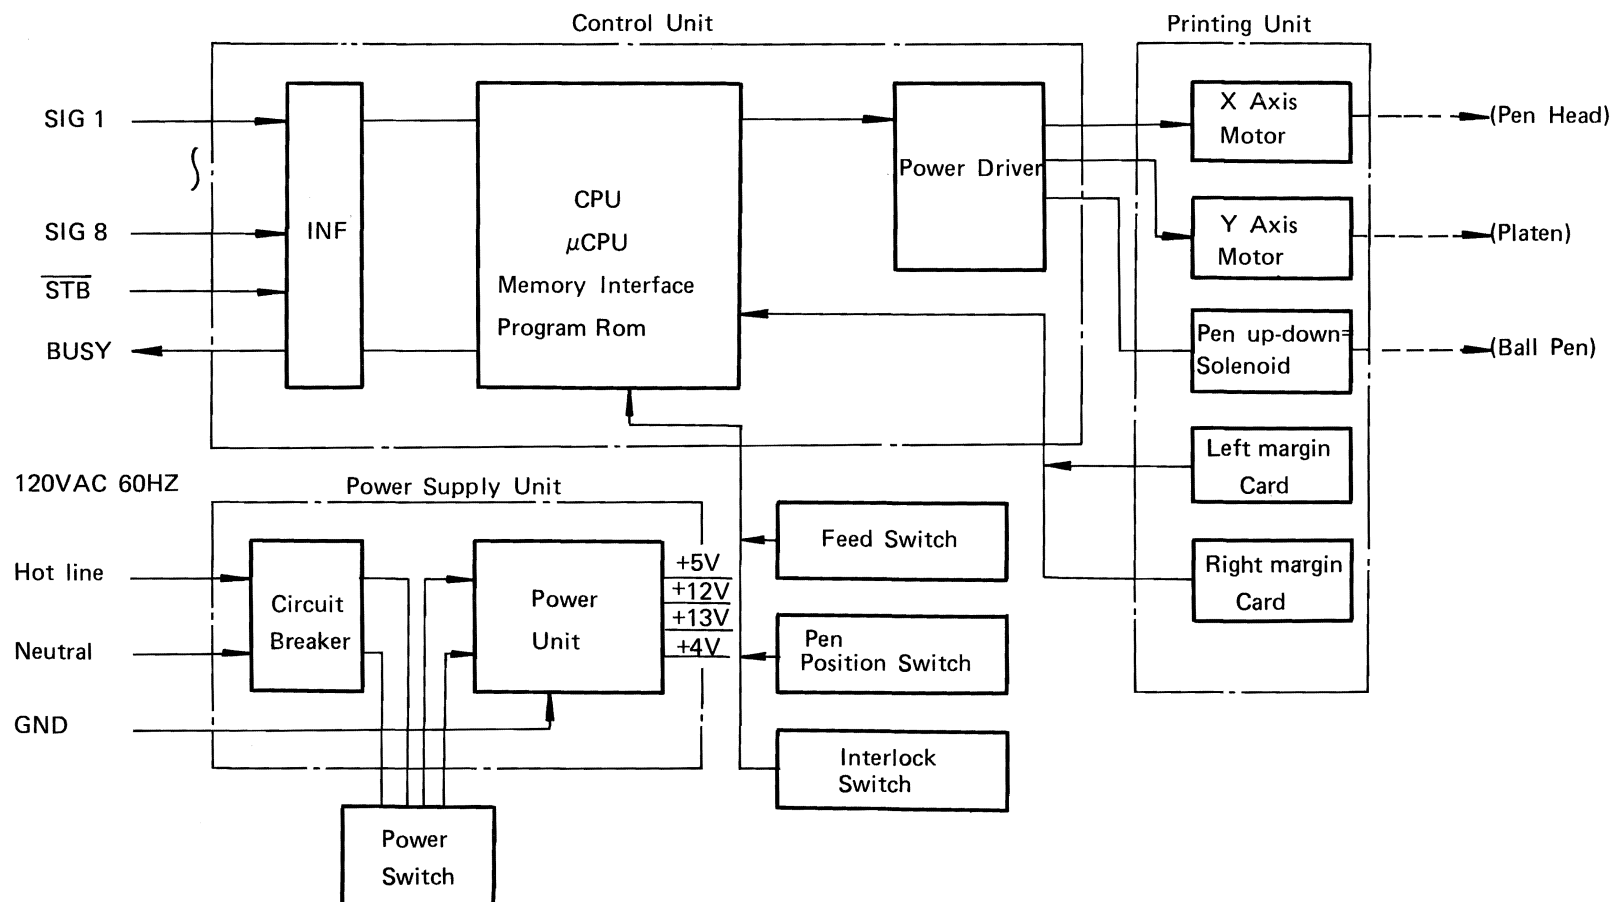 Control Unit
Printing Unit
SIG 1
SIG 8
STB
BUSY
INF
CPU
μCPU
Memory Interface
Program Rom
Power Driver
X Axis
Motor
Y Axis
Motor
Pen up-down=
Solenoid
Left margin
Card
Right margin
Card
(Pen Head)
(Platen)
(Ball Pen)
120VAC 60HZ
Power Supply Unit
Hot line
Neutral
GND
Circuit
Breaker
Power
Unit
+5V
+12V
+13V
+4V
Feed Switch
Pen
Position Switch
Interlock
Switch
Power
Switch